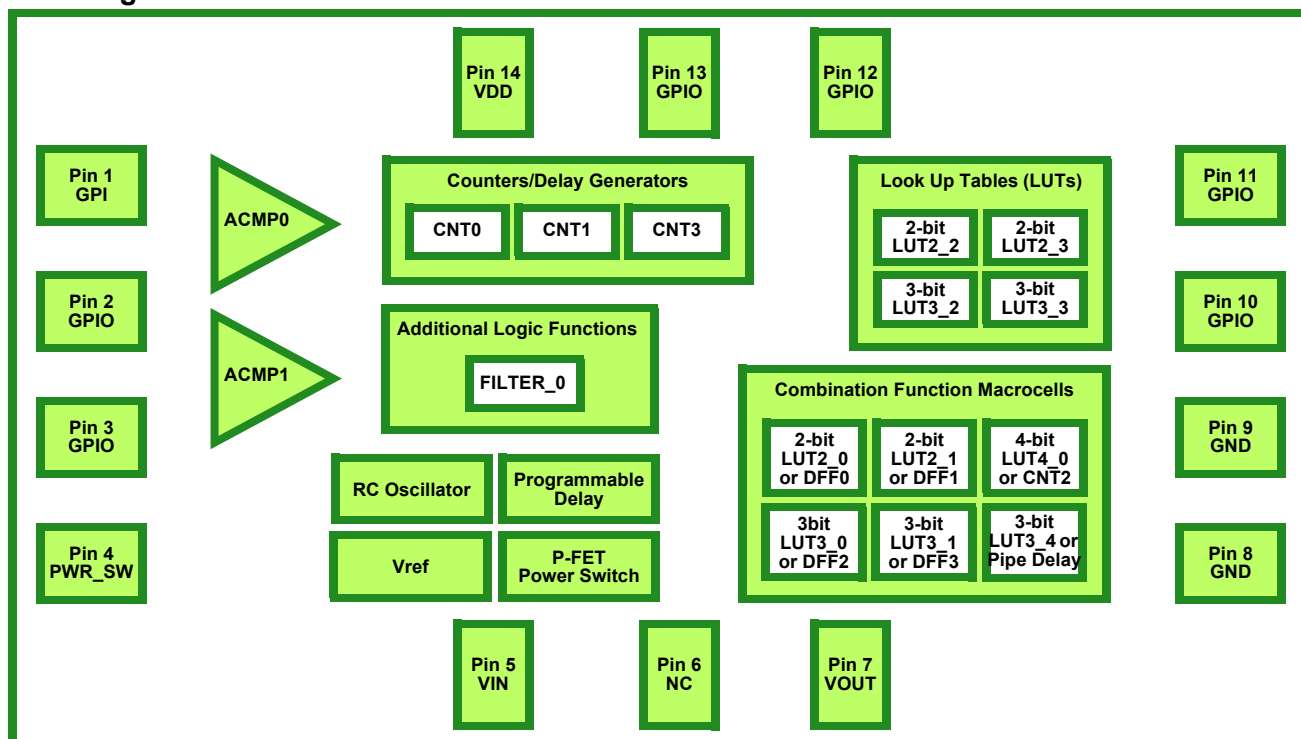 Pin 14
VDD
Pin 13
GPIO
Pin 12
GPIO
Pin 1
GPI
ACMP0
Counters/Delay Generators
CNT0
CNT1
CNT3
Look Up Tables (LUTs)
2-bit
LUT2_2
2-bit
LUT2_3
3-bit
LUT3_2
3-bit
LUT3_3
Pin 11
GPIO
Pin 2
GPIO
ACMP1
Additional Logic Functions
FILTER_0
Pin 10
GPIO
Pin 3
GPIO
Combination Function Macrocells
2-bit
LUT2_0
or DFF0
2-bit
LUT2_1
or DFF1
4-bit
LUT4_0
or CNT2
3bit
LUT3_0
or DFF2
3-bit
LUT3_1
or DFF3
3-bit
LUT3_4 or
Pipe Delay
Pin 9
GND
RC Oscillator
Programmable
Delay
Pin 4
PWR_SW
Vref
P-FET
Power Switch
Pin 8
GND
Pin 5
VIN
Pin 6
NC
Pin 7
VOUT